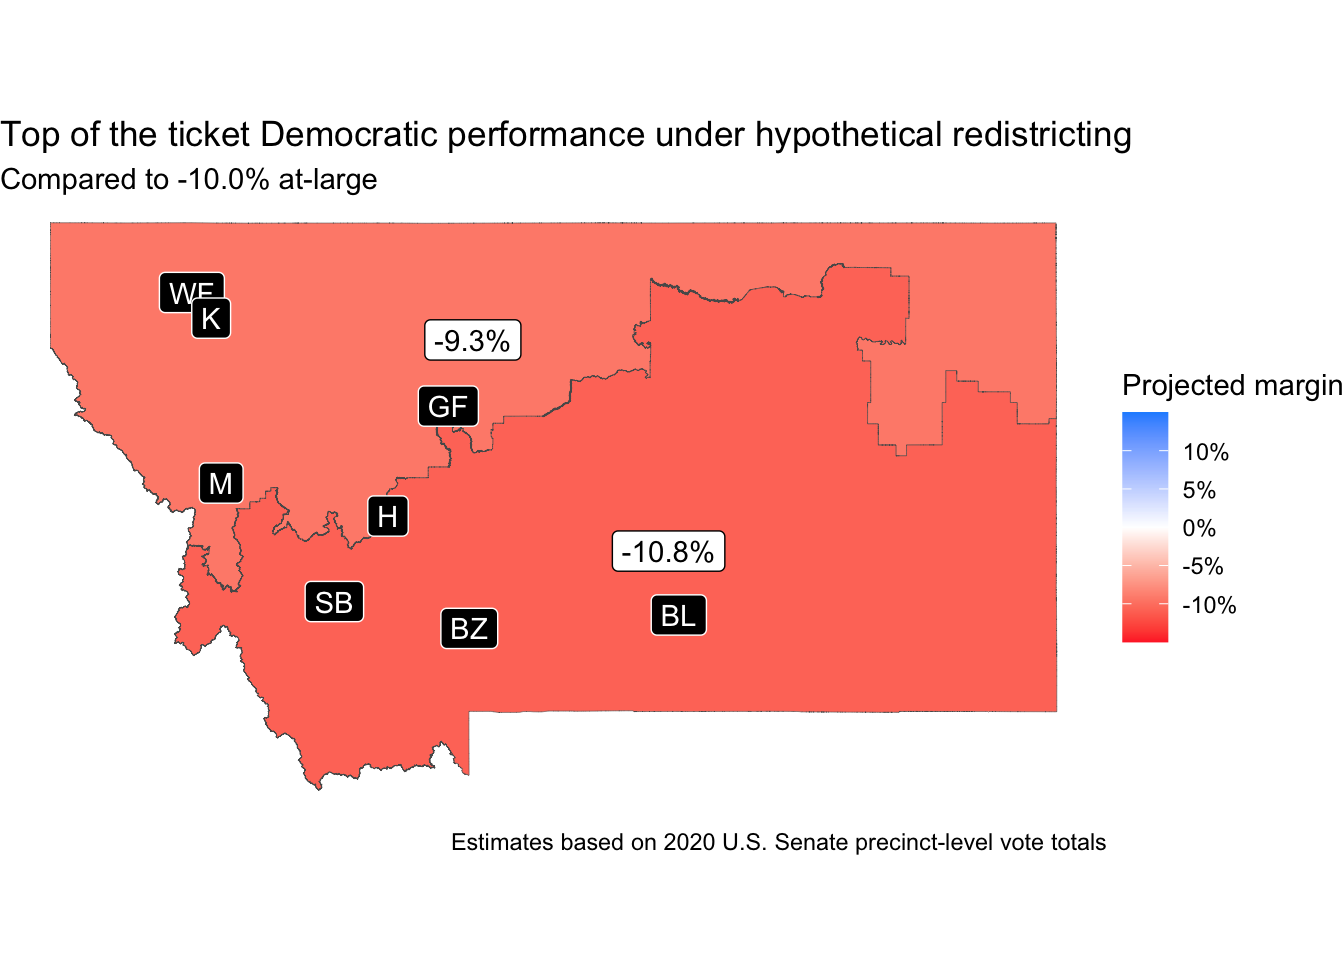 Top of the ticket Democratic performance under hypothetical redistricting
Compared to -10.0% at-large
WF
K
-9.3%
GF
M
H
-10.8%
SB
BZ
BL
Projected margin
10%
5%
0%
-5%
-10%
Estimates based on 2020 U.S. Senate precinct-level vote totals